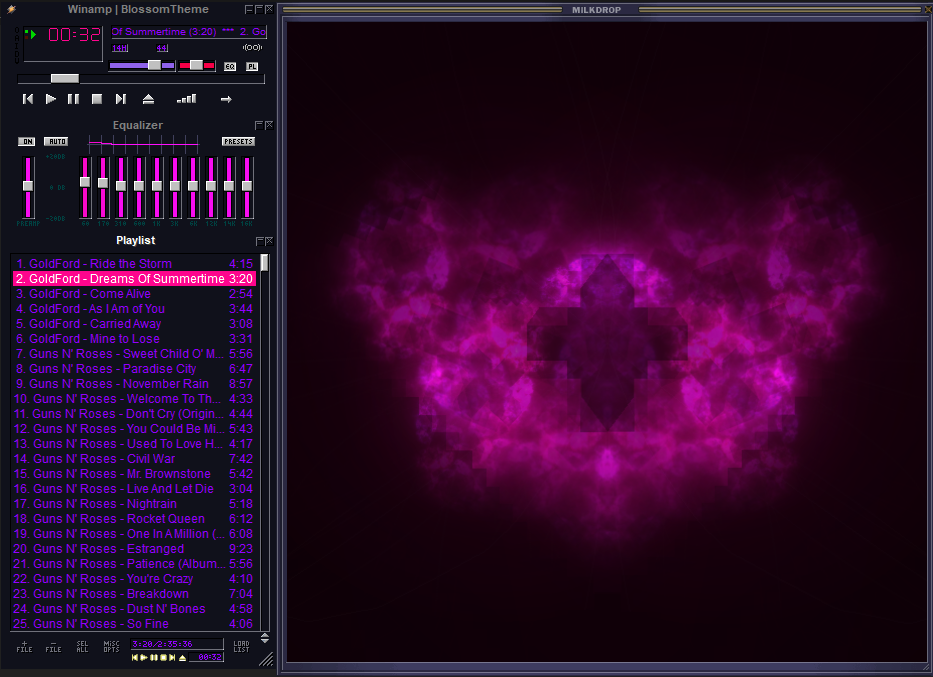 Winamp | BlossomTheme
00:32
Of Summertime (3:20) *** 2. Go
44
EQ PL
Equalizer
ON AUTO PRESETS
+20DB
0 DB
-20DB
PREAMP 60 170 310 600 1K 3K 6K 12K 14K 16K
Playlist
1. GoldFord - Ride the Storm 4:15
2. GoldFord - Dreams Of Summertime 3:20
3. GoldFord - Come Alive 2:54
4. GoldFord - As I Am of You 3:44
5. GoldFord - Carried Away 3:08
6. GoldFord - Mine to Lose 3:31
7. Guns N' Roses - Sweet Child O' M... 5:56
8. Guns N' Roses - Paradise City 6:47
9. Guns N' Roses - November Rain 8:57
10. Guns N' Roses - Welcome To Th... 4:33
11. Guns N' Roses - Don't Cry (Origin... 4:44
12. Guns N' Roses - You Could Be Mi... 5:43
13. Guns N' Roses - Used To Love H... 4:17
14. Guns N' Roses - Civil War 7:42
15. Guns N' Roses - Mr. Brownstone 5:42
16. Guns N' Roses - Live And Let Die 3:04
17. Guns N' Roses - Nightrain 5:18
18. Guns N' Roses - Rocket Queen 6:12
19. Guns N' Roses - One In A Million (... 6:08
20. Guns N' Roses - Estranged 9:23
21. Guns N' Roses - Patience (Album... 5:56
22. Guns N' Roses - You're Crazy 4:10
23. Guns N' Roses - Breakdown 7:04
24. Guns N' Roses - Dust N' Bones 4:58
25. Guns N' Roses - So Fine 4:06
+ FILE - FILE SEL ALL MISC OPTS 3:20/2:35:36 LOAD LIST
00:32
MILKDROP